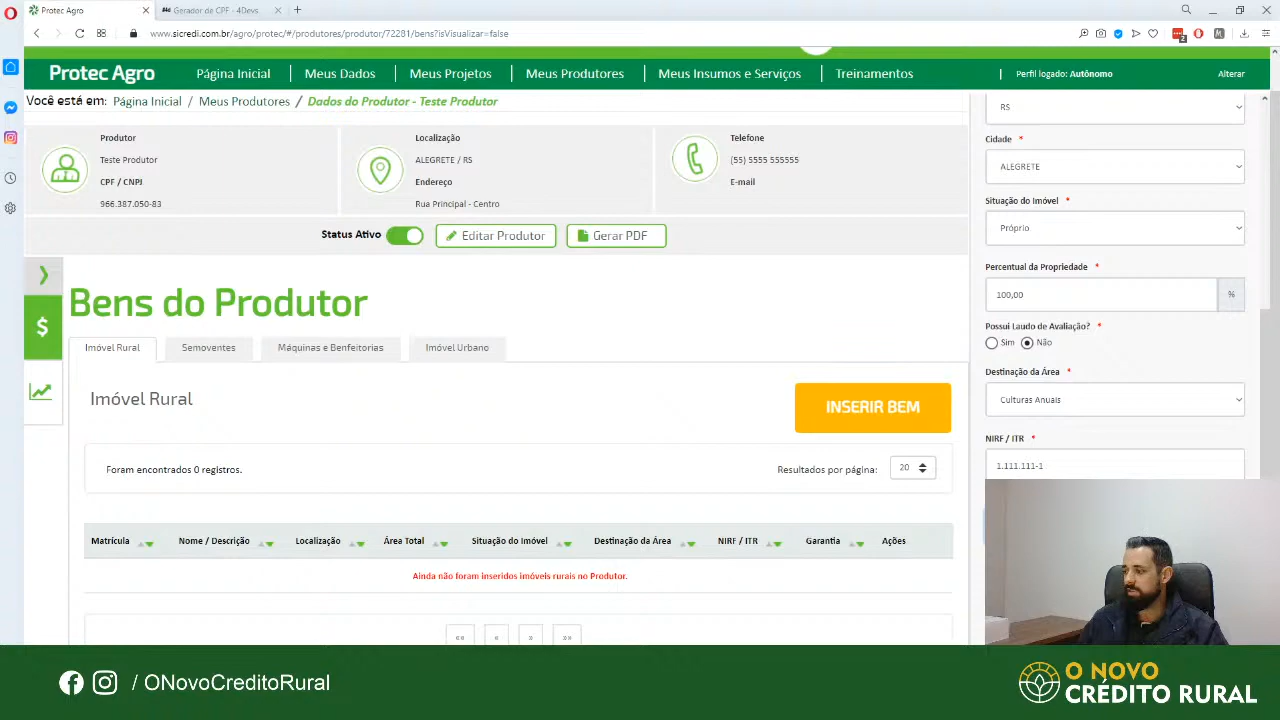 Protec Agro
Gerador de CPF - 4Devs
www.sicredi.com.br/agro/protec/#/produtores/produtor/72281/bens?isVisualizar=false
Protec Agro
Página Inicial
Meus Dados
Meus Projetos
Meus Produtores
Meus Insumos e Serviços
Treinamentos
Perfil logado: Autônomo
Alterar
Você está em: Página Inicial / Meus Produtores / Dados do Produtor - Teste Produtor
Produtor
Teste Produtor
CPF / CNPJ
966.387.050-83
Localização
ALEGRETE / RS
Endereço
Rua Principal - Centro
Telefone
(55) 5555 555555
E-mail
Status Ativo
Editar Produtor
Gerar PDF
Bens do Produtor
Imóvel Rural
Semoventes
Máquinas e Benfeitorias
Imóvel Urbano
Imóvel Rural
INSERIR BEM
Foram encontrados 0 registros.
Resultados por página: 20
Matrícula Nome / Descrição Localização Área Total Situação do Imóvel Destinação da Área NIRF / ITR Garantia Ações
Ainda não foram inseridos imóveis rurais no Produtor.
«« « » »»
RS
Cidade *
ALEGRETE
Situação do Imóvel *
Próprio
Percentual da Propriedade *
100,00 %
Possui Laudo de Avaliação? *
Sim Não
Destinação da Área *
Culturas Anuais
NIRF / ITR *
1.111.111-1
/ ONovoCreditoRural
O NOVO
CRÉDITO RURAL